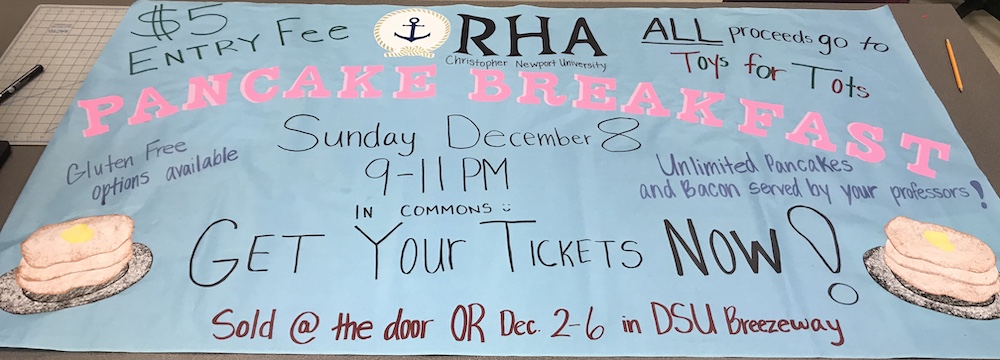 $5
Entry Fee
RHA
Christopher Newport University
ALL proceeds go to
Toys for Tots
PANCAKE BREAKFAST
Sunday December 8
9-11 PM
IN COMMONS :)
Gluten Free
options available
Unlimited Pancakes
and Bacon served by your professors!
GET Your Tickets Now!
Sold @ the door OR Dec. 2-6 in DSU Breezeway